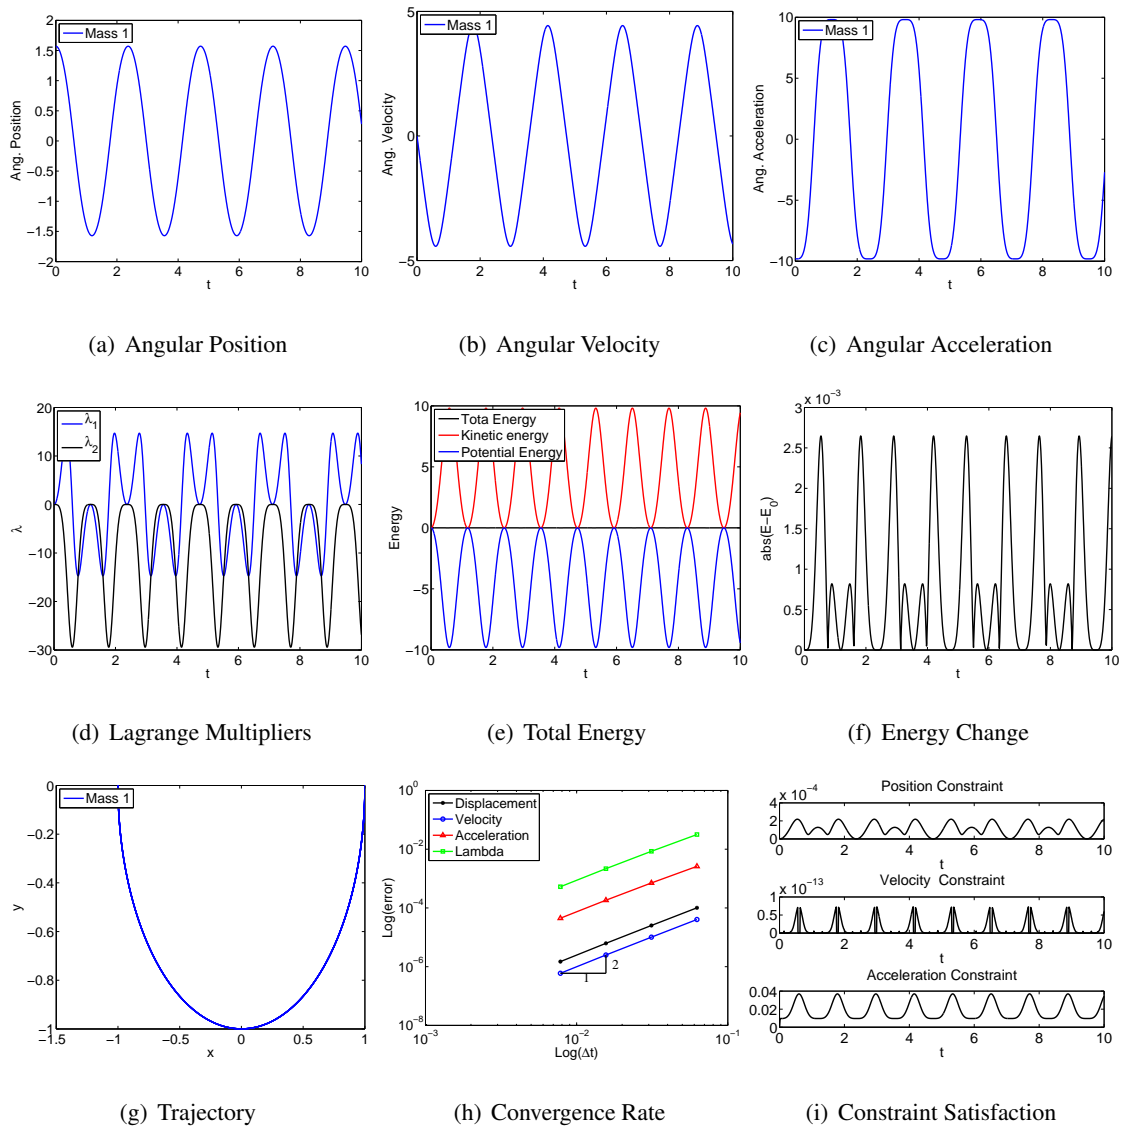 2
1.5
1
0.5
0
−0.5
−1
−1.5
−2
0 2 4 6 8 10
Ang. Position
t
Mass 1
(a) Angular Position
5
0
−5
0 2 4 6 8 10
Ang. Velocity
t
Mass 1
(b) Angular Velocity
10
5
0
−5
−10
0 2 4 6 8 10
Ang. Acceleration
t
Mass 1
(c) Angular Acceleration
20
10
0
−10
−20
−30
0 2 4 6 8 10
λ
t
λ1
λ2
(d) Lagrange Multipliers
10
5
0
−5
−10
0 2 4 6 8 10
Energy
t
Tota Energy
Kinetic energy
Potential Energy
(e) Total Energy
x 10−3
3
2.5
2
1.5
1
0.5
0
0 2 4 6 8 10
abs(E−E0)
t
(f) Energy Change
0
−0.2
−0.4
−0.6
−0.8
−1
−1.5 −1 −0.5 0 0.5 1
y
x
Mass 1
(g) Trajectory
100
10−2
10−4
10−6
10−8
10−3 10−2 10−1
Log(error)
Log(Δt)
Displacement
Velocity
Acceleration
Lambda
2
1
(h) Convergence Rate
Position Constraint
x 10−4
4
2
0
0 2 4 6 8 10
t
Velocity Constraint
x 10−13
1
0.5
0
0 2 4 6 8 10
t
Acceleration Constraint
0.04
0.02
0
0 2 4 6 8 10
t
(i) Constraint Satisfaction